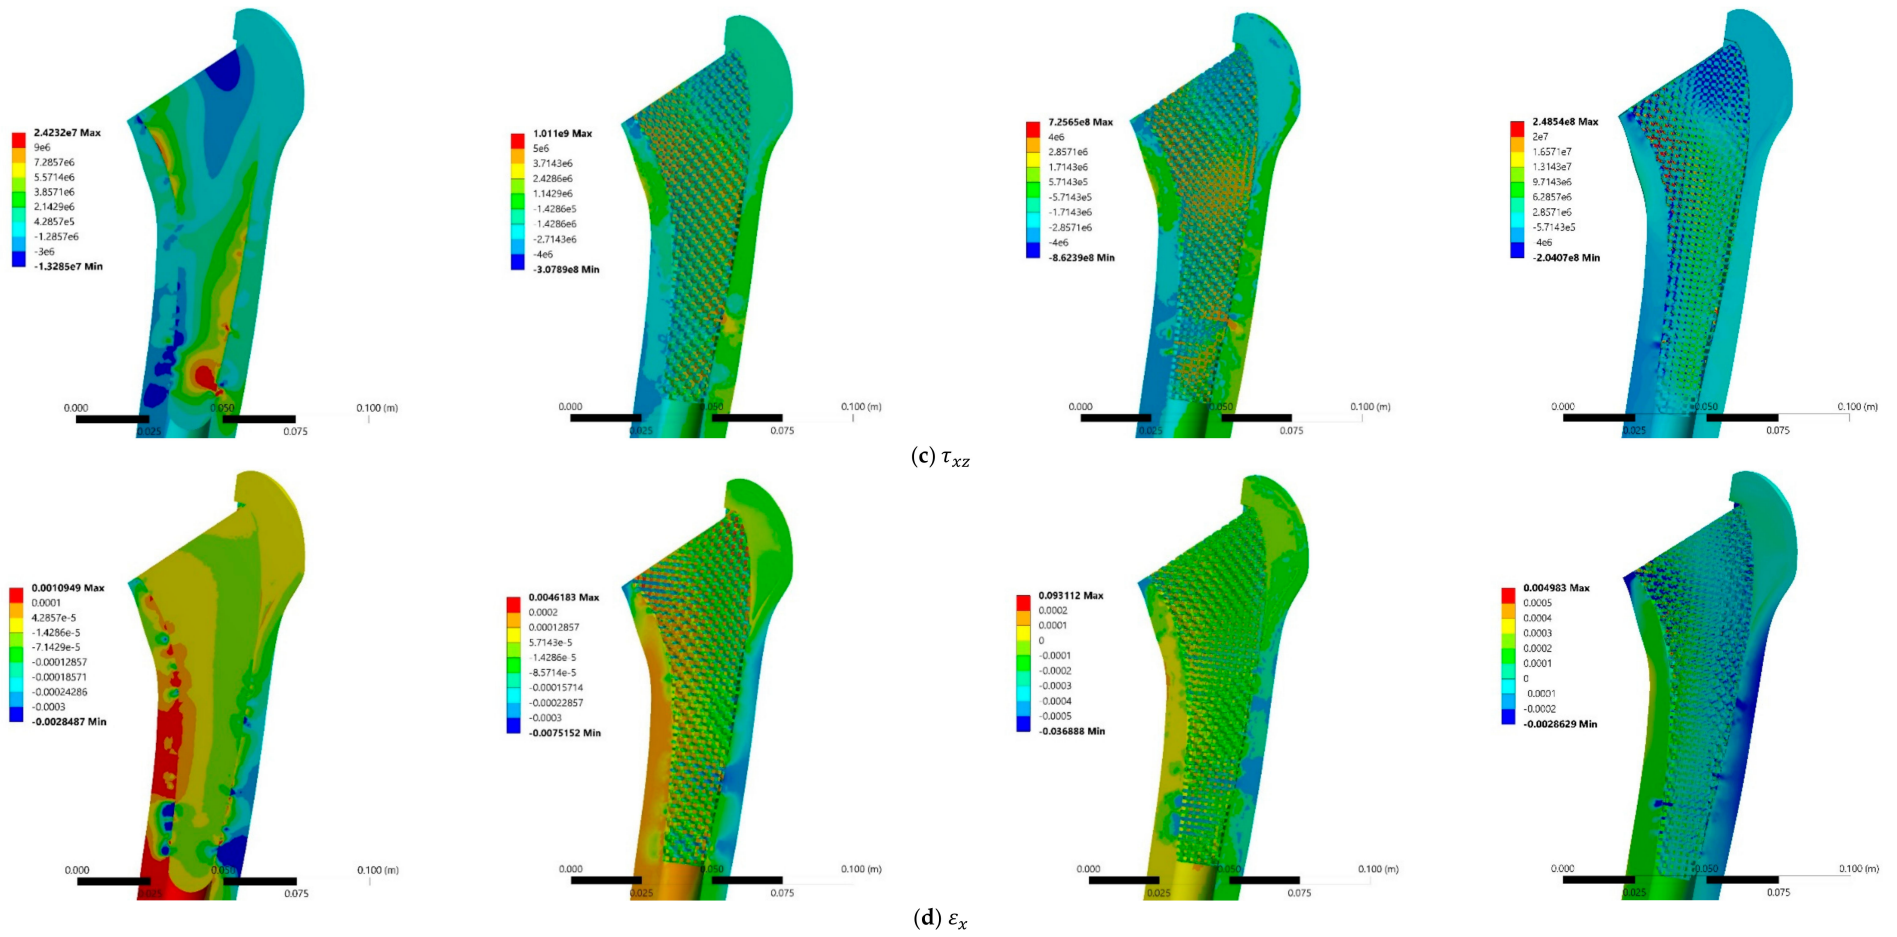 2.4232e7 Max
9e6
7.2857e6
5.5714e6
3.8571e6
2.1429e6
4.2857e5
-1.2857e6
-3e6
-1.3285e7 Min
0.000
0.050
0.100 (m)
0.025
0.075
1.011e9 Max
5e6
3.7143e6
2.4286e6
1.1429e6
-1.4286e5
-1.4286e6
-2.7143e6
-4e6
-3.0789e8 Min
0.000
0.050
0.100 (m)
0.025
0.075
7.2565e8 Max
4e6
2.8571e6
1.7143e6
5.7143e5
-5.7143e5
-1.7143e6
-2.8571e6
-4e6
-8.6239e8 Min
0.000
0.050
0.100 (m)
0.025
0.075
2.4854e8 Max
2e7
1.6571e7
1.3143e7
9.7143e6
6.2857e6
2.8571e6
-5.7143e5
-4e6
-2.0407e8 Min
0.000
0.050
0.100 (m)
0.025
0.075
(c) τxz
0.0010949 Max
0.0001
4.2857e-5
-1.4286e-5
-7.1429e-5
-0.00012857
-0.00018571
-0.00024286
-0.0003
-0.0028487 Min
0.000
0.050
0.100 (m)
0.025
0.075
0.0046183 Max
0.0002
0.00012857
5.7143e-5
-1.4286e-5
-8.5714e-5
-0.00015714
-0.00022857
-0.0003
-0.0075152 Min
0.000
0.050
0.100 (m)
0.025
0.075
0.093112 Max
0.0002
0.0001
0
-0.0001
-0.0002
-0.0003
-0.0004
-0.0005
-0.036888 Min
0.000
0.050
0.100 (m)
0.025
0.075
0.004983 Max
0.0005
0.0004
0.0003
0.0002
0.0001
0
-0.0001
-0.0002
-0.0028629 Min
0.000
0.050
0.100 (m)
0.025
0.075
(d) εx